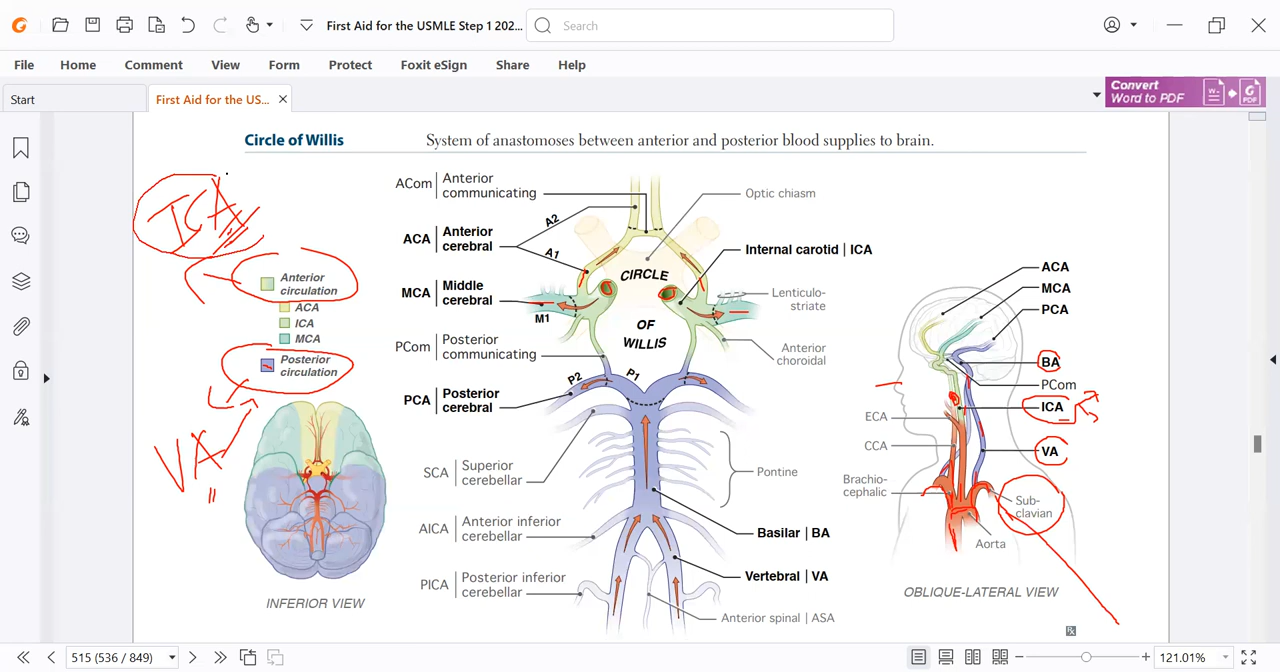 First Aid for the USMLE Step 1 202...
Search
File
Home
Comment
View
Form
Protect
Foxit eSign
Share
Help
Start
First Aid for the US...
Convert
Word to PDF
Circle of Willis
System of anastomoses between anterior and posterior blood supplies to brain.
ICA
Anterior
circulation
ACA
ICA
MCA
Posterior
circulation
VA
INFERIOR VIEW
ACom
Anterior
communicating
ACA
Anterior
cerebral
MCA
Middle
cerebral
PCom
Posterior
communicating
PCA
Posterior
cerebral
SCA
Superior
cerebellar
AICA
Anterior inferior
cerebellar
PICA
Posterior inferior
cerebellar
A2
A1
M1
P2
P1
CIRCLE
OF
WILLIS
Optic chiasm
Internal carotid | ICA
Lenticulo-
striate
Anterior
choroidal
Pontine
Basilar | BA
Vertebral | VA
Anterior spinal | ASA
ACA
MCA
PCA
BA
PCom
ICA
VA
ECA
CCA
Brachio-
cephalic
Sub-
clavian
Aorta
OBLIQUE-LATERAL VIEW
515 (536 / 849)
121.01%